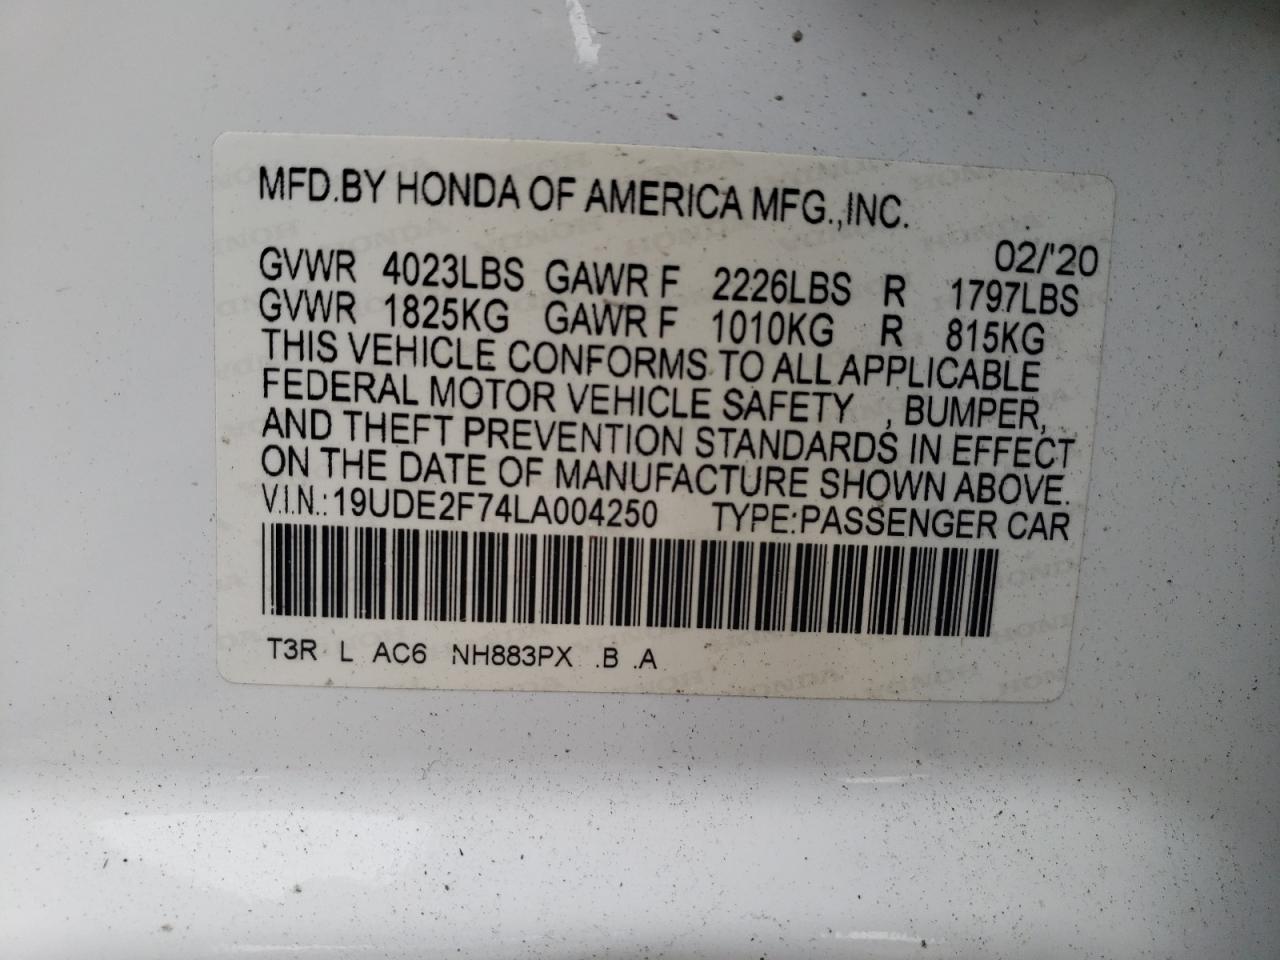 MFD.BY HONDA OF AMERICA MFG.,INC.
02/'20
GVWR 4023LBS GAWR F 2226LBS R 1797LBS
GVWR 1825KG GAWR F 1010KG R 815KG
THIS VEHICLE CONFORMS TO ALL APPLICABLE
FEDERAL MOTOR VEHICLE SAFETY , BUMPER,
AND THEFT PREVENTION STANDARDS IN EFFECT
ON THE DATE OF MANUFACTURE SHOWN ABOVE.
V.I.N.:19UDE2F74LA004250 TYPE:PASSENGER CAR
T3R L AC6 NH883PX .B .A